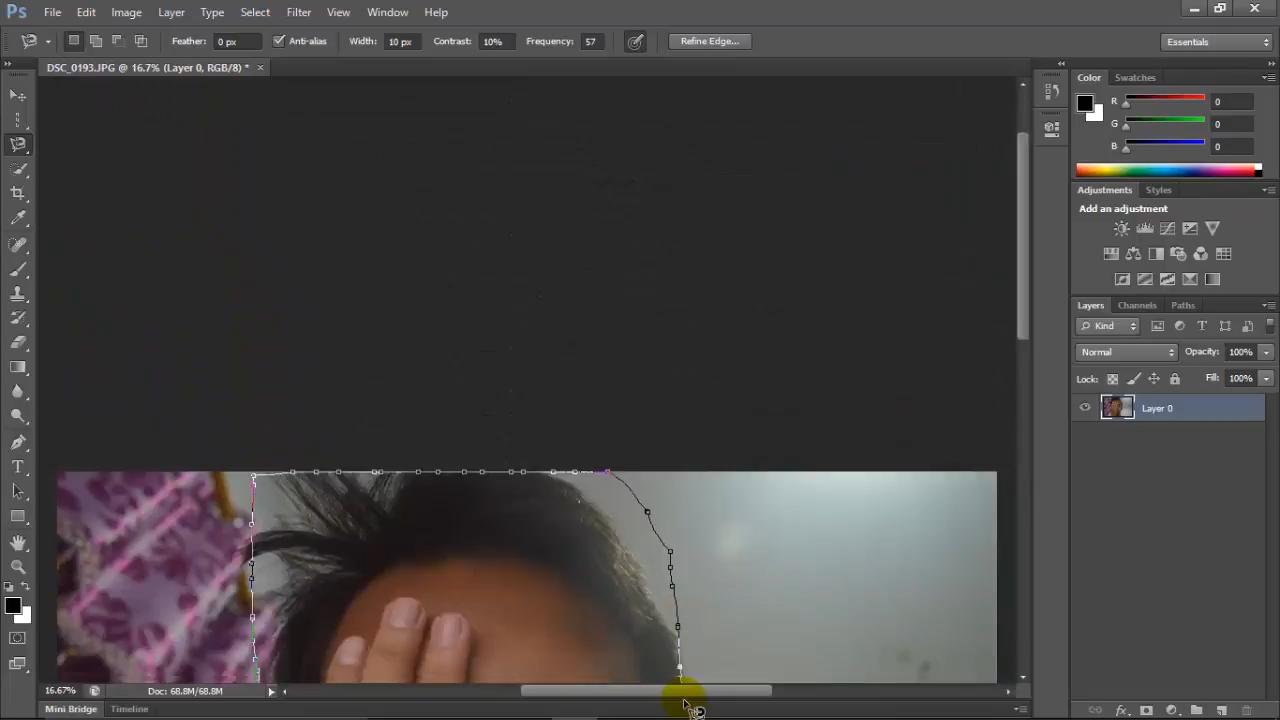 Ps File Edit Image Layer Type Select Filter View Window Help
Feather: 0 px Anti-alias Width: 10 px Contrast: 10% Frequency: 57 Refine Edge... Essentials
DSC_0193.JPG @ 16.7% (Layer 0, RGB/8) *
Color Swatches
R 0
G 0
B 0
Adjustments Styles
Add an adjustment
Layers Channels Paths
Kind
Normal Opacity: 100%
Lock: Fill: 100%
Layer 0
16.67% Doc: 68.8M/68.8M
Mini Bridge Timeline